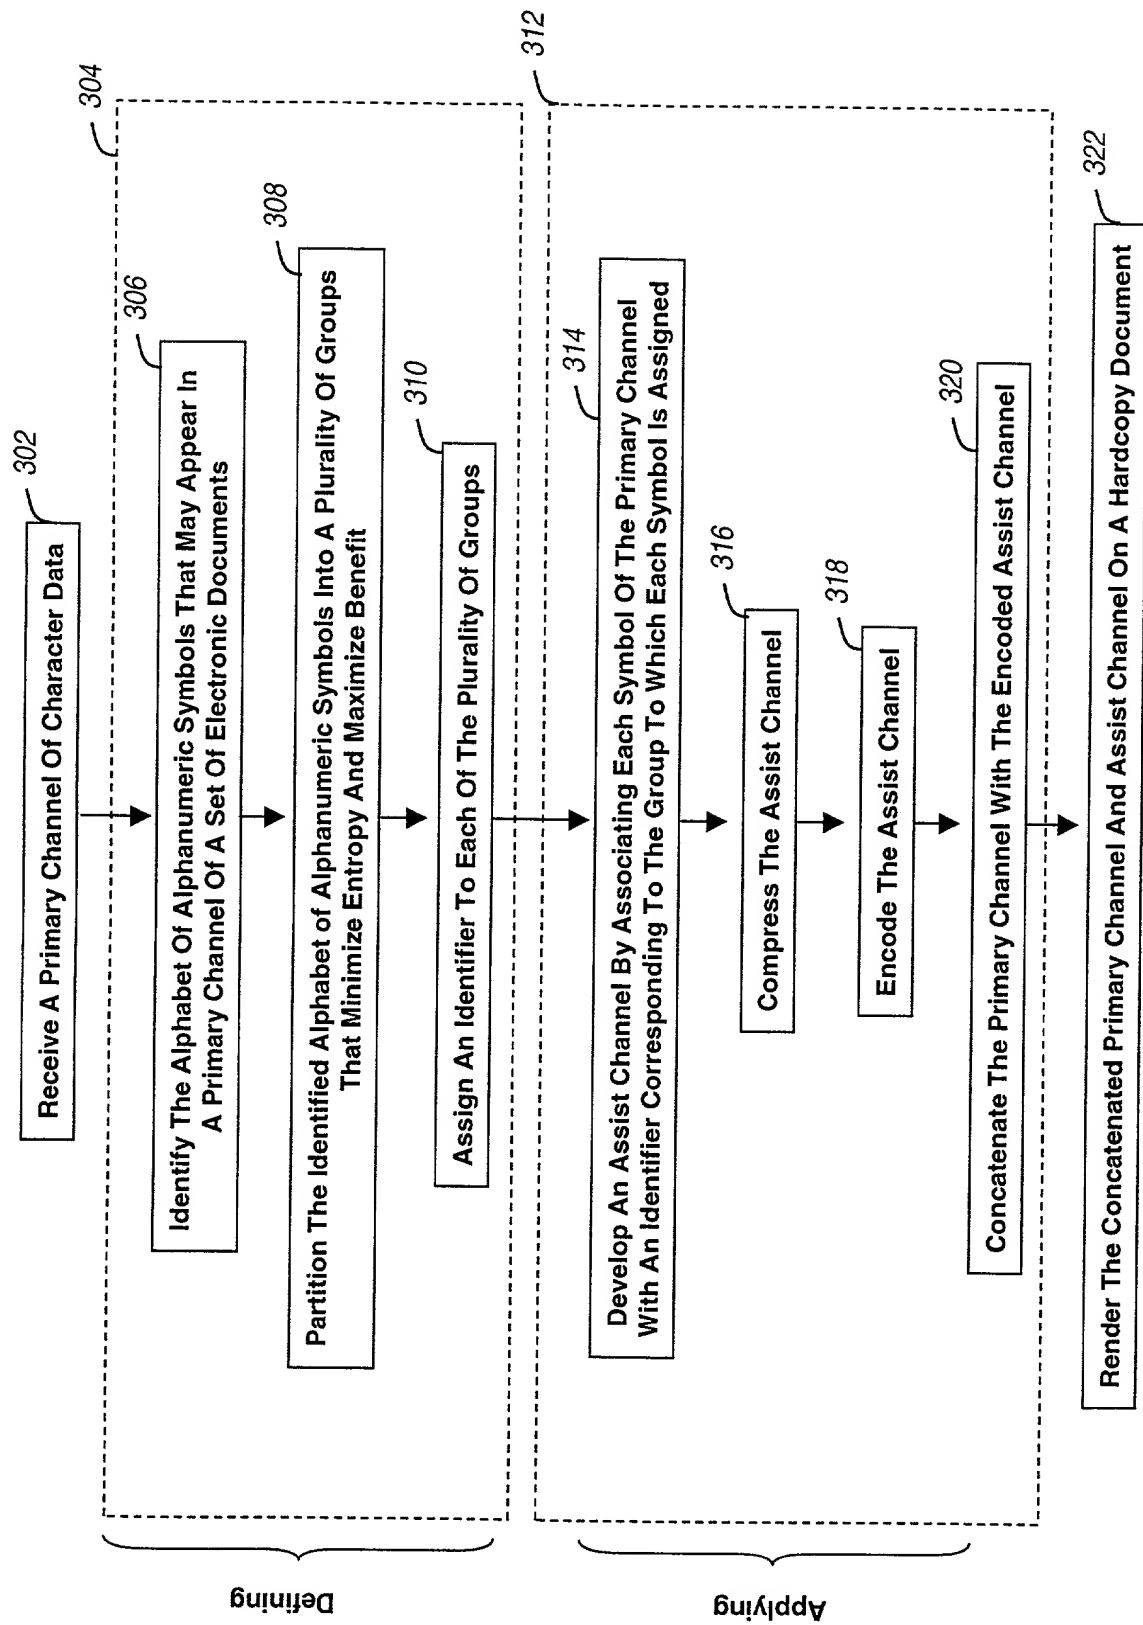 302
Receive A Primary Channel Of Character Data
304
306
Identify The Alphabet Of Alphanumeric Symbols That May Appear In
A Primary Channel Of A Set Of Electronic Documents
308
Partition The Identified Alphabet of Alphanumeric Symbols Into A Plurality Of Groups
That Minimize Entropy And Maximize Benefit
310
Assign An Identifier To Each Of The Plurality Of Groups
Defining
312
314
Develop An Assist Channel By Associating Each Symbol Of The Primary Channel
With An Identifier Corresponding To The Group To Which Each Symbol Is Assigned
316
Compress The Assist Channel
318
Encode The Assist Channel
320
Concatenate The Primary Channel With The Encoded Assist Channel
Applying
322
Render The Concatenated Primary Channel And Assist Channel On A Hardcopy Document